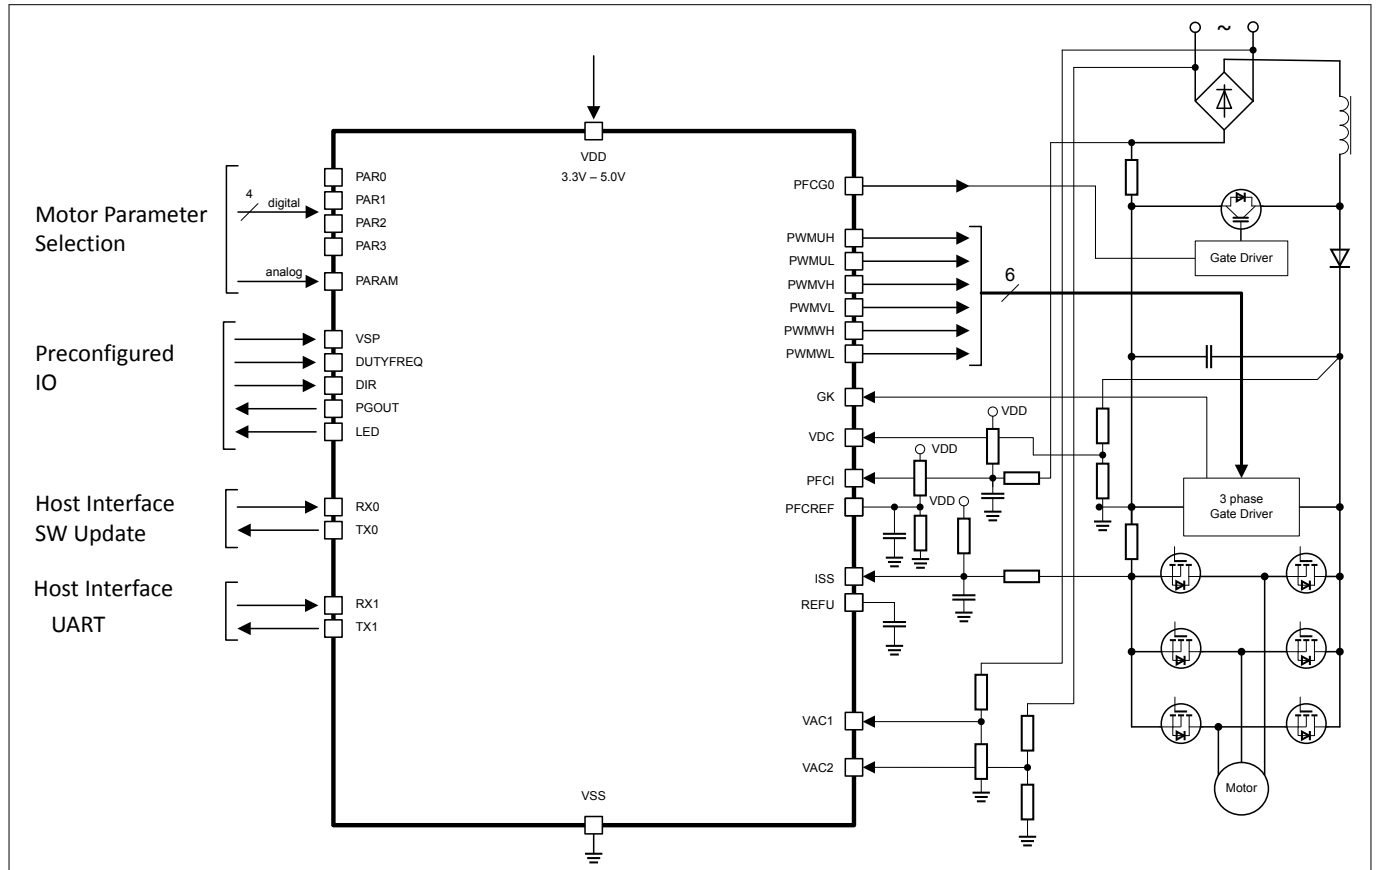 ~
VDD
3.3V – 5.0V
Motor Parameter
Selection
4
digital
analog
PAR0
PAR1
PAR2
PAR3
PARAM
Preconfigured
IO
VSP
DUTYFREQ
DIR
PGOUT
LED
Host Interface
SW Update
RX0
TX0
Host Interface
UART
RX1
TX1
VSS
PFCG0
PWMUH
PWMUL
PWMVH
PWMVL
PWMWH
PWMWL
GK
VDC
PFCI
PFCREF
ISS
REFU
VAC1
VAC2
6
VDD
VDD
VDD
Gate Driver
3 phase
Gate Driver
Motor